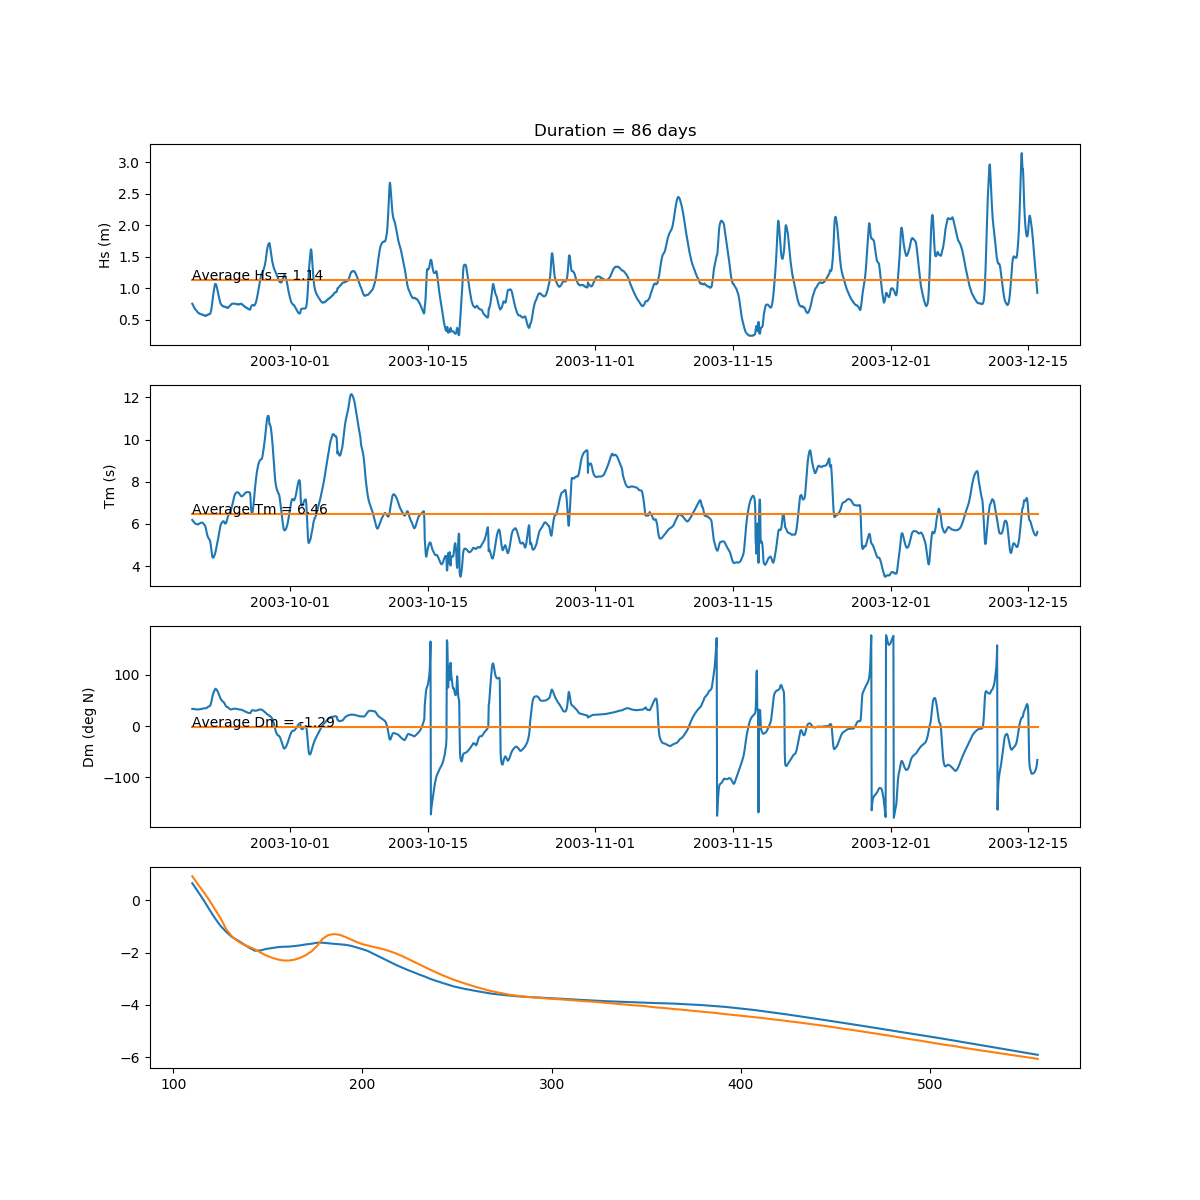 Duration = 86 days
3.0
2.5
2.0
1.5
1.0
0.5
Hs (m)
Average Hs = 1.14
2003-10-01 2003-10-15 2003-11-01 2003-11-15 2003-12-01 2003-12-15
12
10
8
6
4
Tm (s)
Average Tm = 6.46
2003-10-01 2003-10-15 2003-11-01 2003-11-15 2003-12-01 2003-12-15
100
0
−100
Dm (deg N)
Average Dm = -1.29
2003-10-01 2003-10-15 2003-11-01 2003-11-15 2003-12-01 2003-12-15
0
−2
−4
−6
100 200 300 400 500